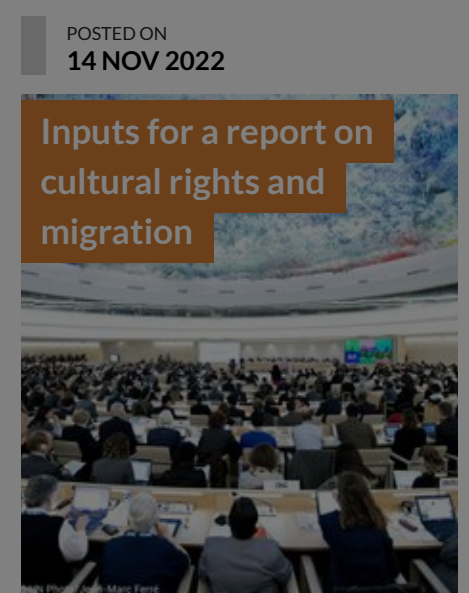 POSTED ON
14 NOV 2022
Inputs for a report on
cultural rights and
migration